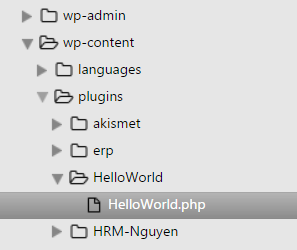 wp-admin
wp-content
languages
plugins
akismet
erp
HelloWorld
HelloWorld.php
HRM-Nguyen